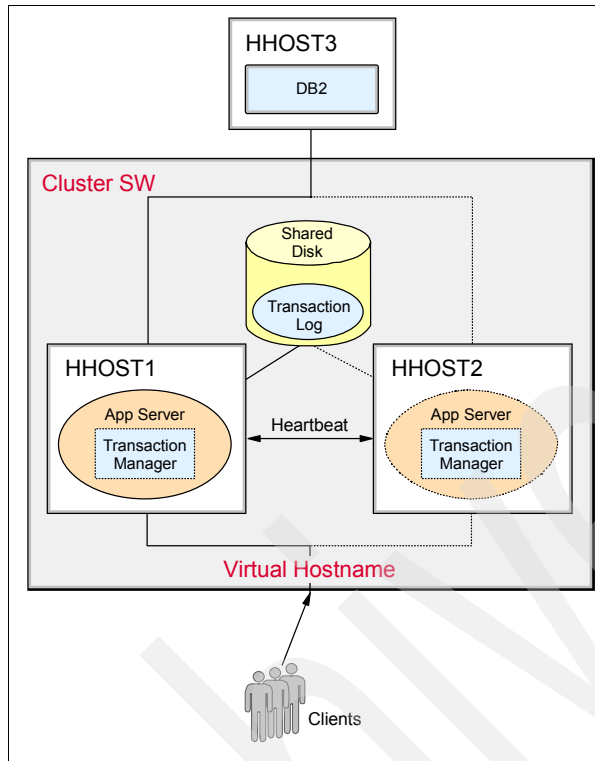 HHOST3
DB2
Cluster SW
Shared
Disk
Transaction
Log
HHOST1
App Server
Transaction
Manager
Heartbeat
HHOST2
App Server
Transaction
Manager
Virtual Hostname
Clients